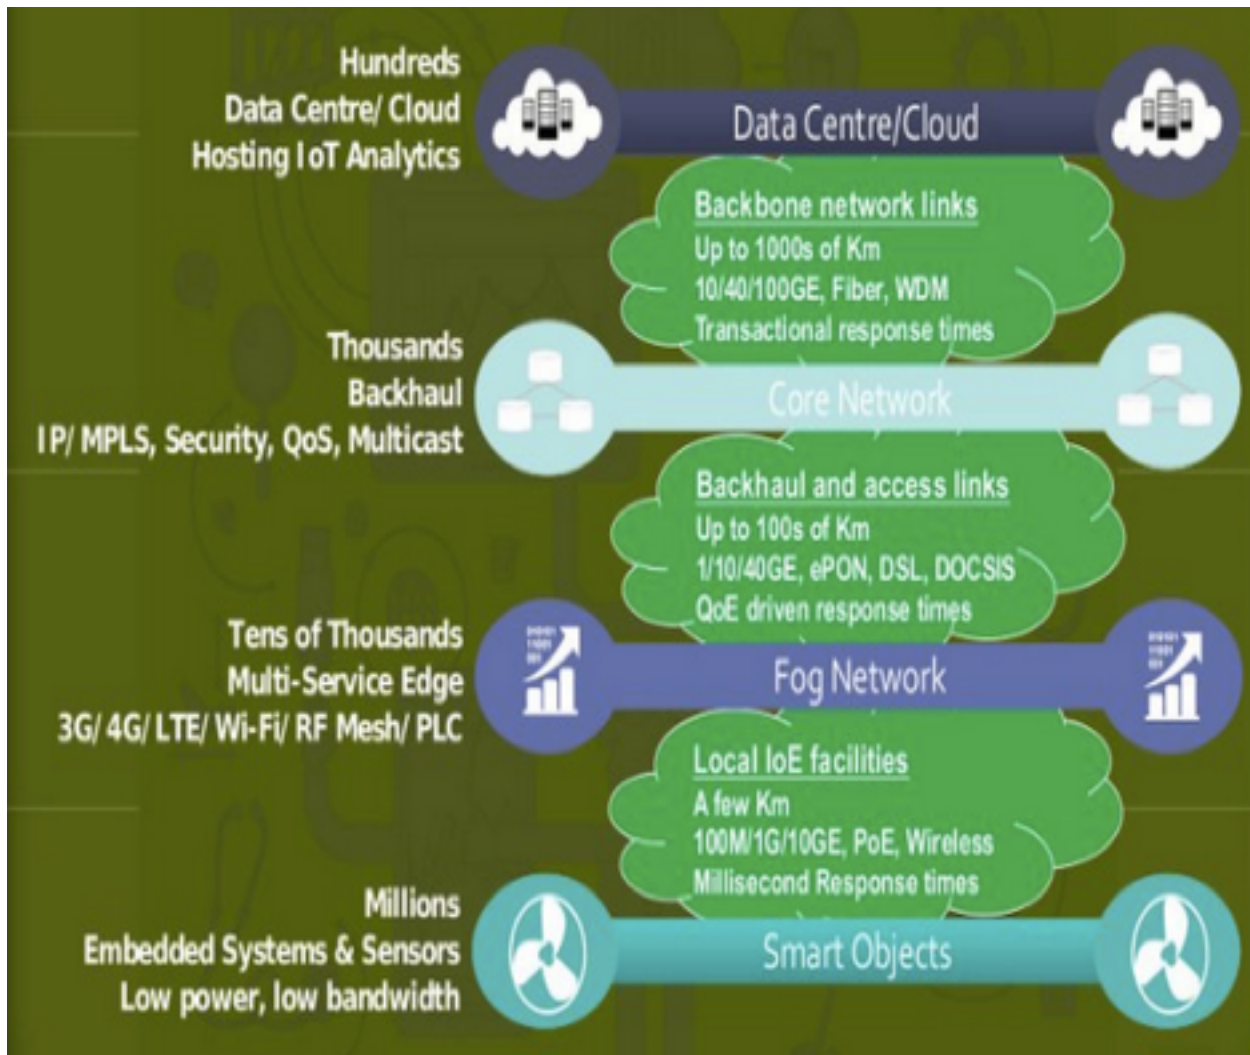 Hundreds
Data Centre/ Cloud
Hosting IoT Analytics
Data Centre/Cloud
Backbone network links
Up to 1000s of Km
10/40/100GE, Fiber, WDM
Transactional response times
Thousands
Backhaul
IP/ MPLS, Security, QoS, Multicast
Core Network
Backhaul and access links
Up to 100s of Km
1/10/40GE, ePON, DSL, DOCSIS
QoE driven response times
Tens of Thousands
Multi-Service Edge
3G/ 4G/ LTE/ Wi-Fi/ RF Mesh/ PLC
Fog Network
Local IoE facilities
A few Km
100M/1G/10GE, PoE, Wireless
Millisecond Response times
Millions
Embedded Systems & Sensors
Low power, low bandwidth
Smart Objects